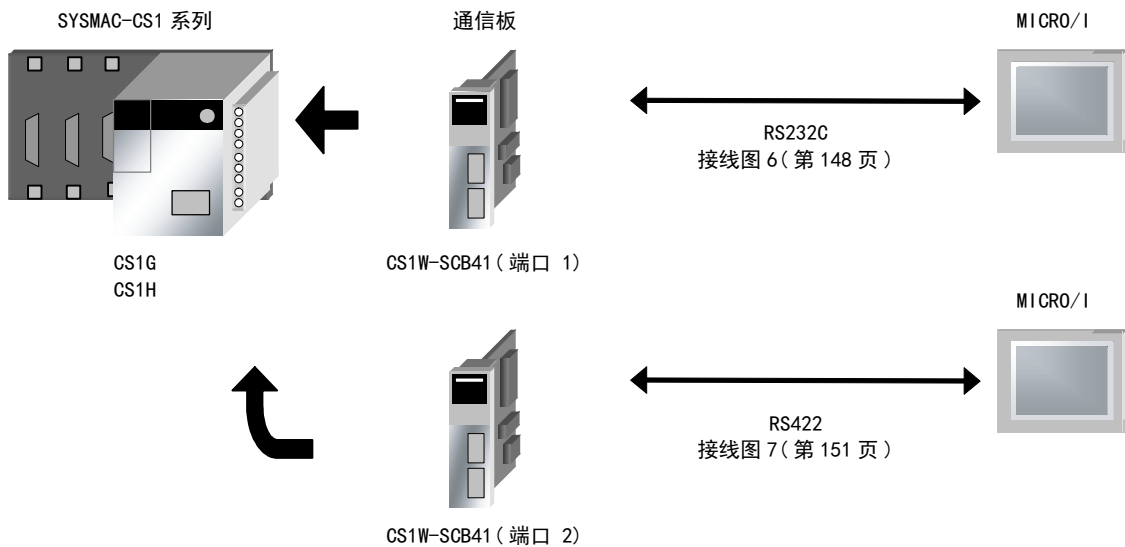 SYSMAC-CS1 系列
通信板
MICRO/I
RS232C
接线图 6(第 148 页)
CS1G
CS1H
CS1W-SCB41(端口 1)
MICRO/I
RS422
接线图 7(第 151 页)
CS1W-SCB41(端口 2)